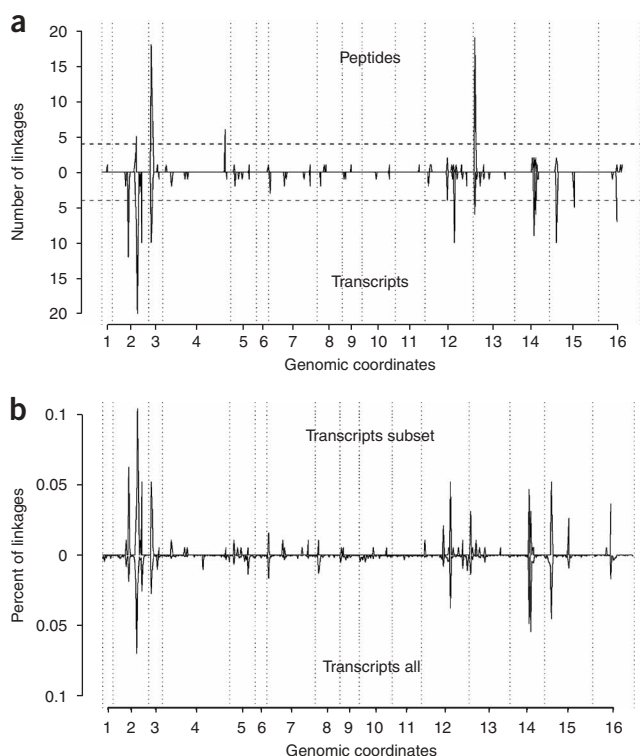 a
20
Peptides
15
10
5
0
5
10
15
Transcripts
20
Number of linkages
1 2 3 4 5 6 7 8 9 10 11 12 13 14 15 16
Genomic coordinates
b
0.1
Transcripts subset
0.05
0
0.05
Transcripts all
0.1
Percent of linkages
1 2 3 4 5 6 7 8 9 10 11 12 13 14 15 16
Genomic coordinates